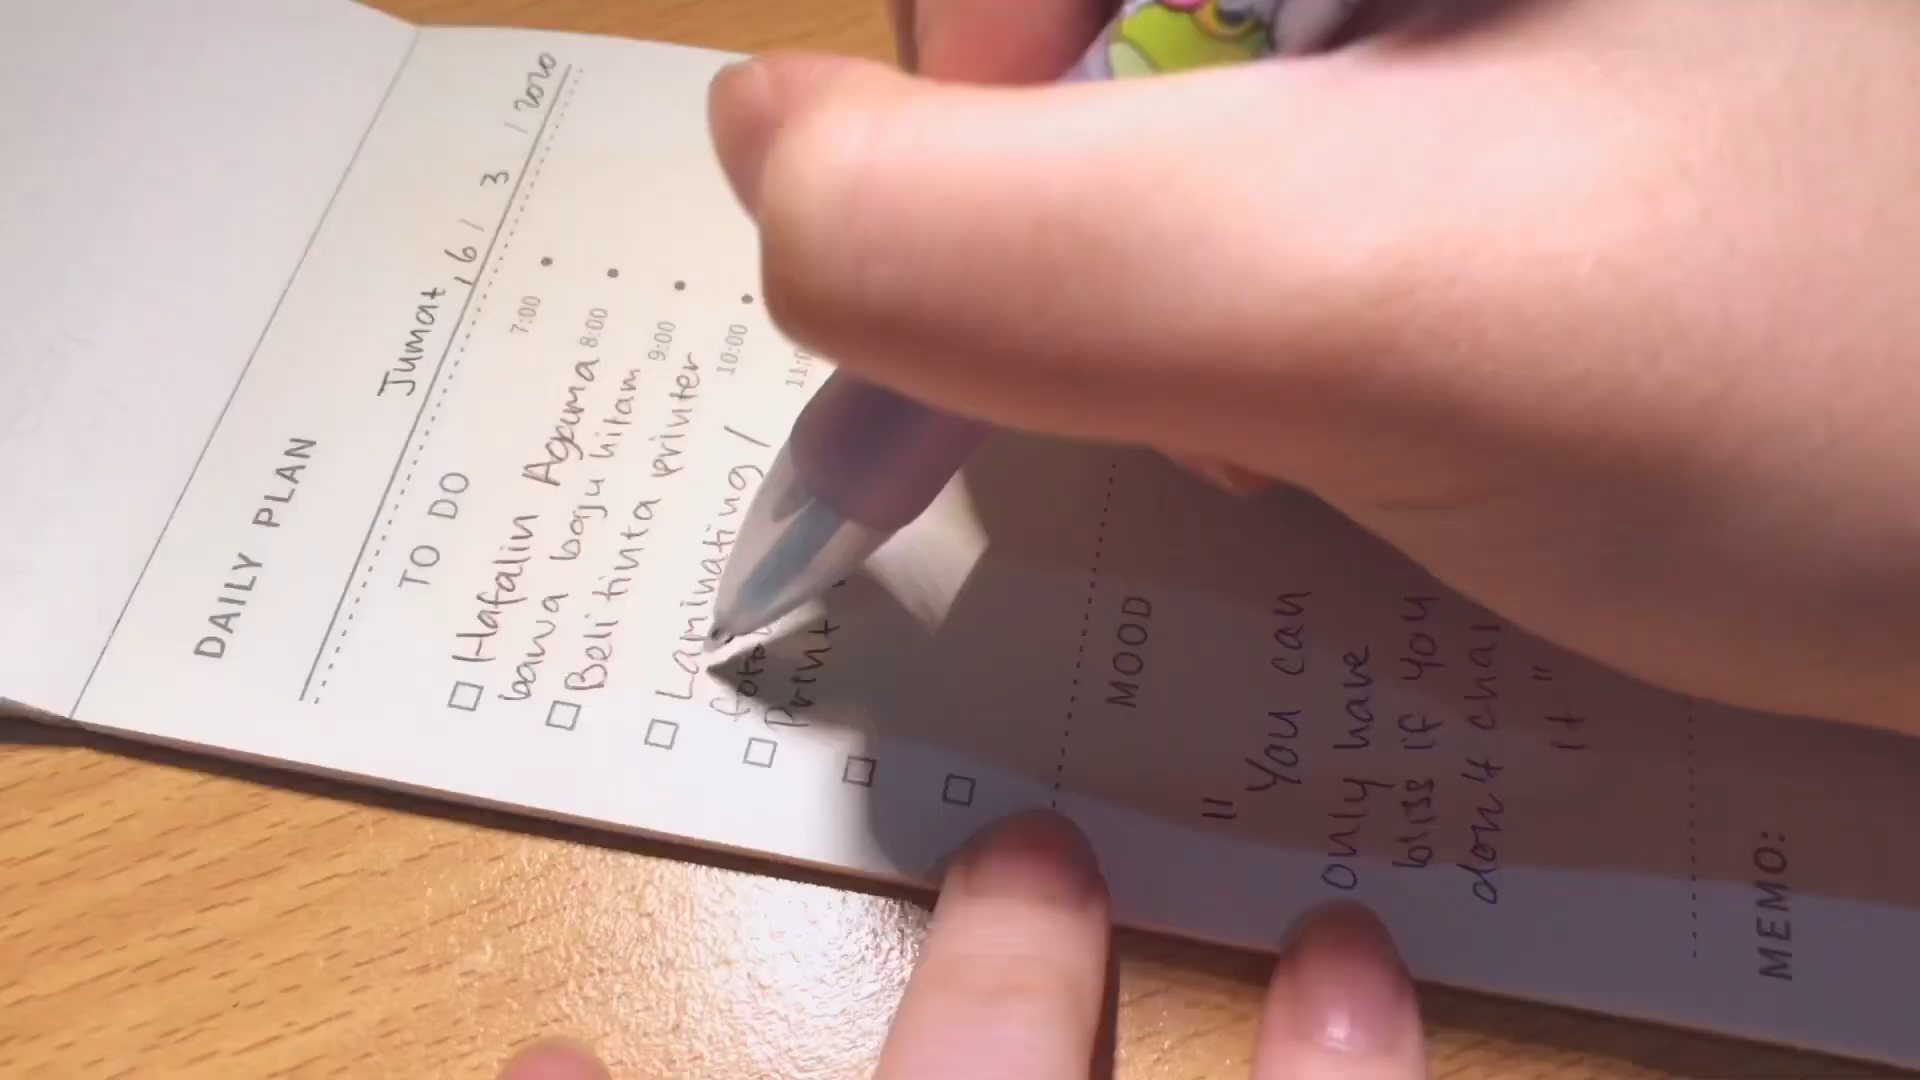 DAILY PLAN
Jumat 16 / 3 / 2020
TO DO
7:00
8:00
9:00
10:00
Hafalin Agama
bawa baju hitam
Beli tinta printer
Laminating /
Print
MOOD
" You can
only have
bliss if you
don't
it "
MEMO: